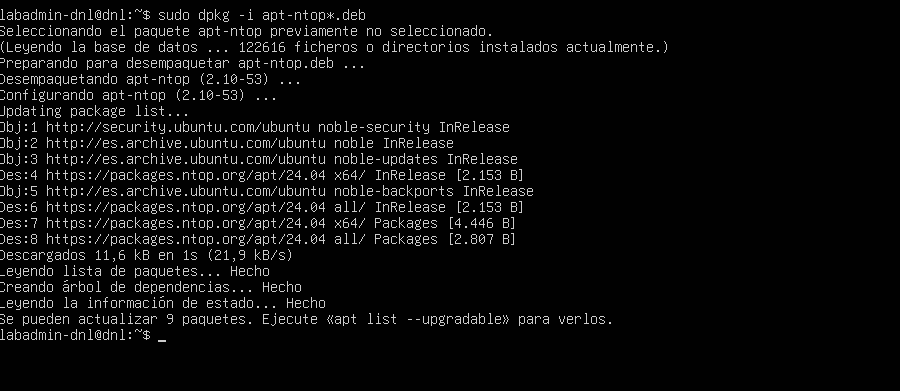 labadmin-dnl@dnl:~$ sudo dpkg -i apt-ntop*.deb
Seleccionando el paquete apt-ntop previamente no seleccionado.
(Leyendo la base de datos ... 122616 ficheros o directorios instalados actualmente.)
Preparando para desempaquetar apt-ntop.deb ...
Desempaquetando apt-ntop (2.10-53) ...
Configurando apt-ntop (2.10-53) ...
Updating package list...
Obj:1 http://security.ubuntu.com/ubuntu noble-security InRelease
Obj:2 http://es.archive.ubuntu.com/ubuntu noble InRelease
Obj:3 http://es.archive.ubuntu.com/ubuntu noble-updates InRelease
Des:4 https://packages.ntop.org/apt/24.04 x64/ InRelease [2.153 B]
Obj:5 http://es.archive.ubuntu.com/ubuntu noble-backports InRelease
Des:6 https://packages.ntop.org/apt/24.04 all/ InRelease [2.153 B]
Des:7 https://packages.ntop.org/apt/24.04 x64/ Packages [4.446 B]
Des:8 https://packages.ntop.org/apt/24.04 all/ Packages [2.807 B]
Descargados 11,6 kB en 1s (21,9 kB/s)
Leyendo lista de paquetes... Hecho
Creando árbol de dependencias... Hecho
Leyendo la información de estado... Hecho
Se pueden actualizar 9 paquetes. Ejecute «apt list --upgradable» para verlos.
labadmin-dnl@dnl:~$ _